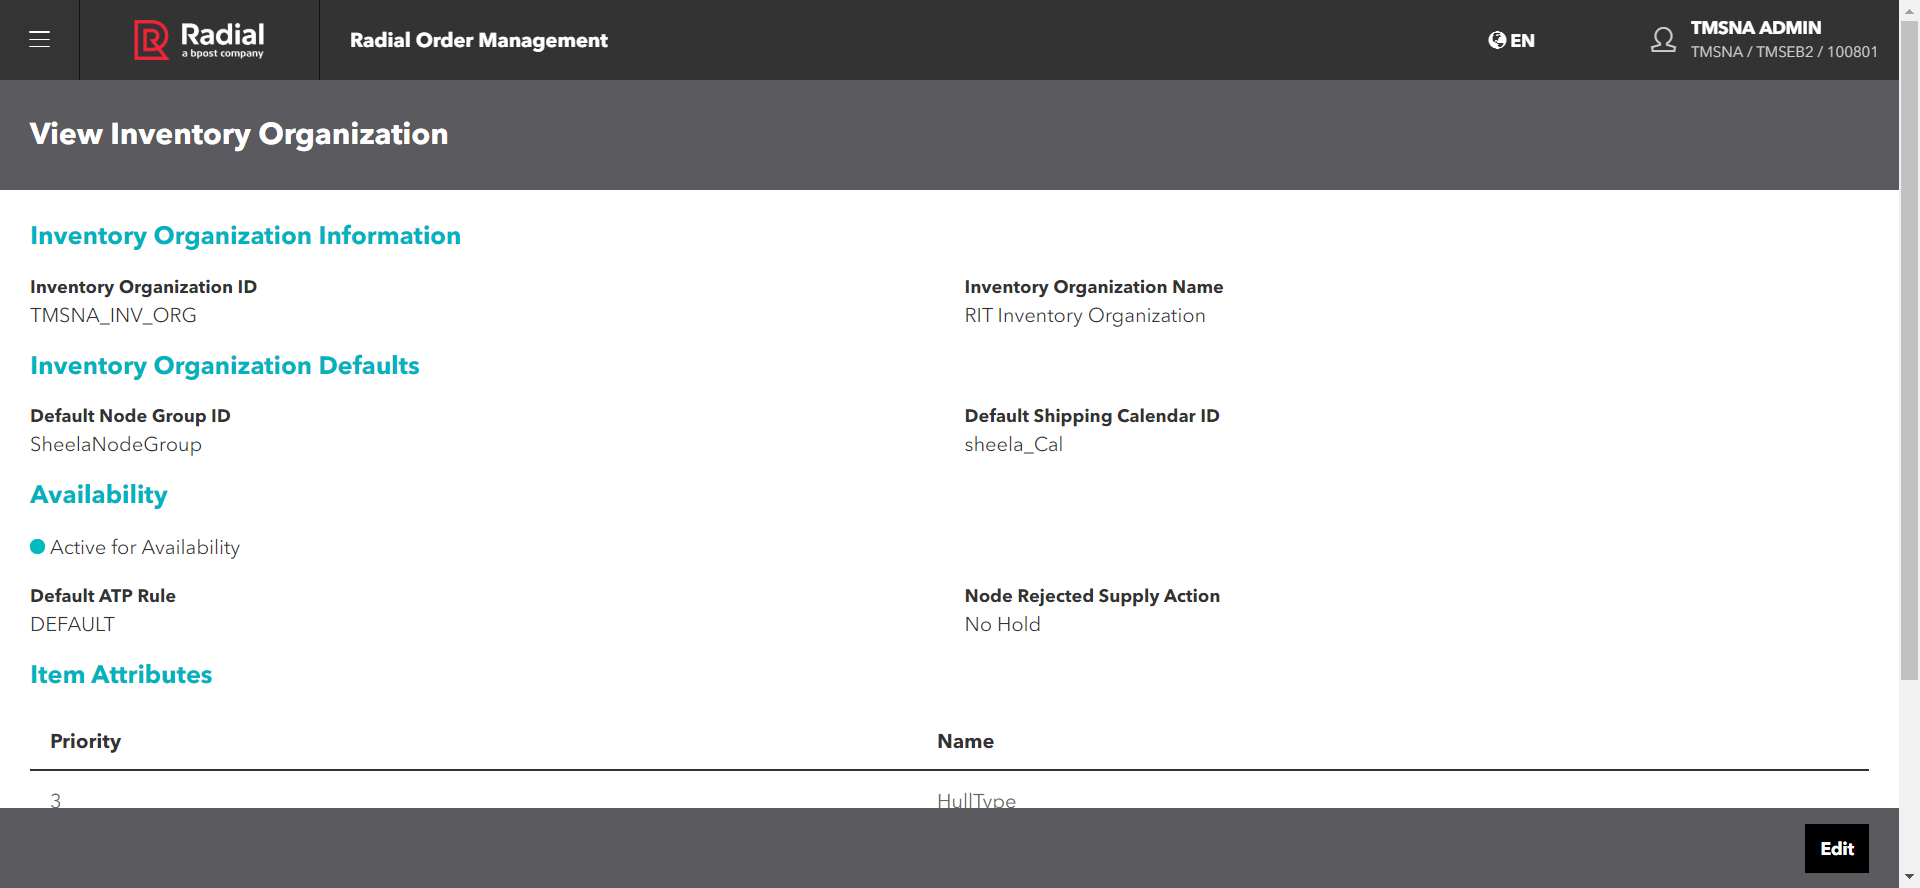 Radial
a bpost company
Radial Order Management
EN
TMSNA ADMIN
TMSNA / TMSEB2 / 100801
View Inventory Organization
Inventory Organization Information
Inventory Organization ID
TMSNA_INV_ORG
Inventory Organization Name
RIT Inventory Organization
Inventory Organization Defaults
Default Node Group ID
SheelaNodeGroup
Default Shipping Calendar ID
sheela_Cal
Availability
Active for Availability
Default ATP Rule
DEFAULT
Node Rejected Supply Action
No Hold
Item Attributes
Priority Name
3 HullType
Edit